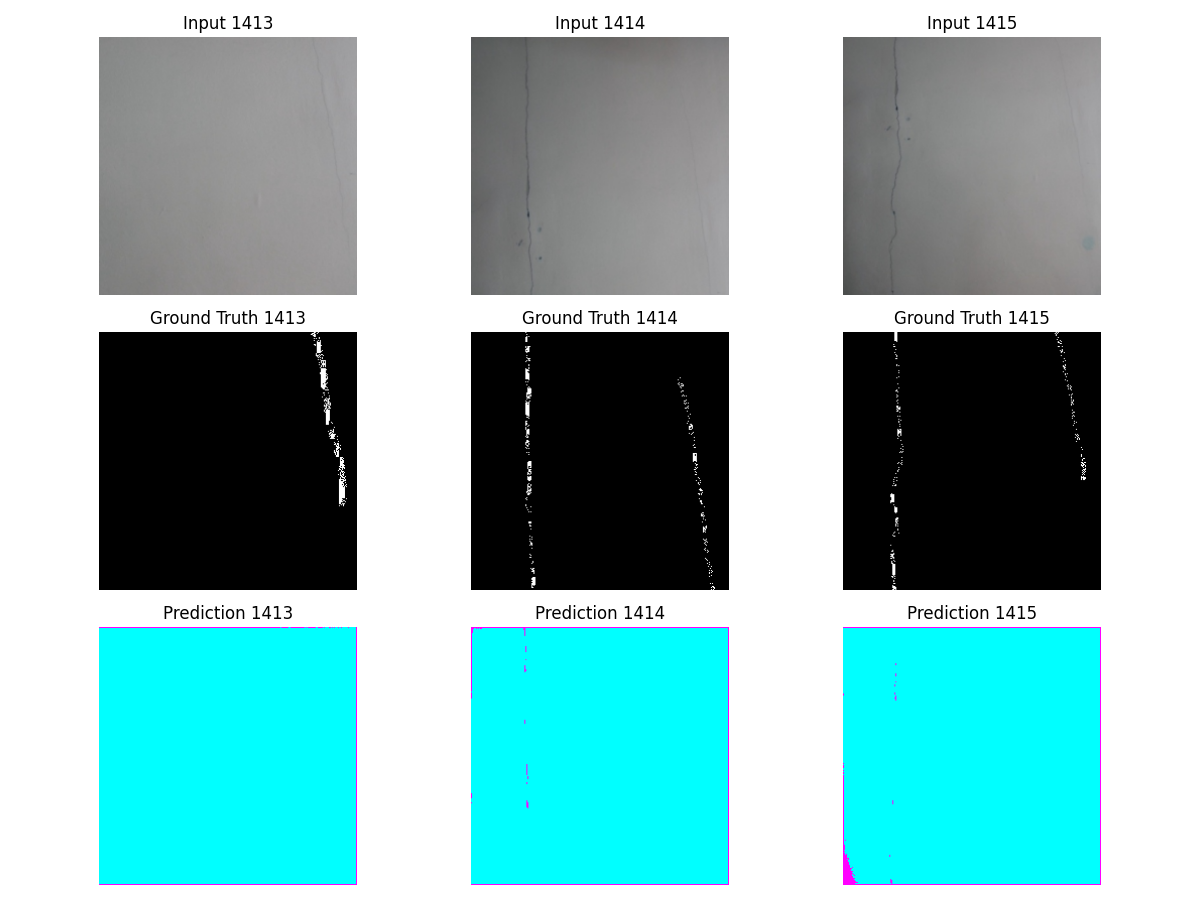 Input 1413
Input 1414
Input 1415
Ground Truth 1413
Ground Truth 1414
Ground Truth 1415
Prediction 1413
Prediction 1414
Prediction 1415